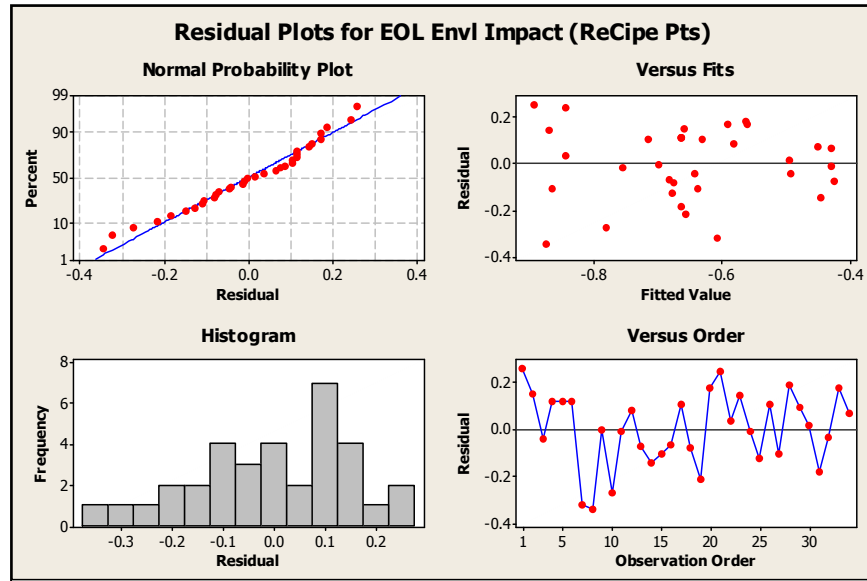 Residual Plots for EOL Envl Impact (ReCipe Pts)
Normal Probability Plot
99
90
50
10
1
Percent
-0.4 -0.2 0.0 0.2 0.4
Residual
Versus Fits
0.2
0.0
-0.2
-0.4
Residual
-0.8 -0.6 -0.4
Fitted Value
Histogram
8
6
4
2
0
Frequency
-0.3 -0.2 -0.1 0.0 0.1 0.2
Residual
Versus Order
0.2
0.0
-0.2
-0.4
Residual
1 5 10 15 20 25 30
Observation Order